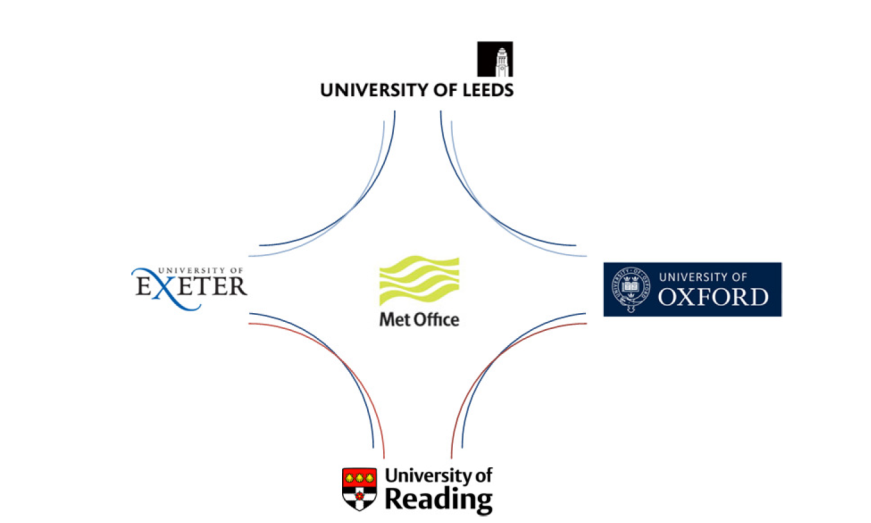 UNIVERSITY OF LEEDS
UNIVERSITY OF
EXETER
Met Office
UNIVERSITY OF
OXFORD
University of
Reading